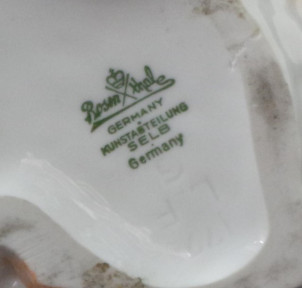 Rosenthal
GERMANY
KUNSTABTEILUNG
SELB
Germany